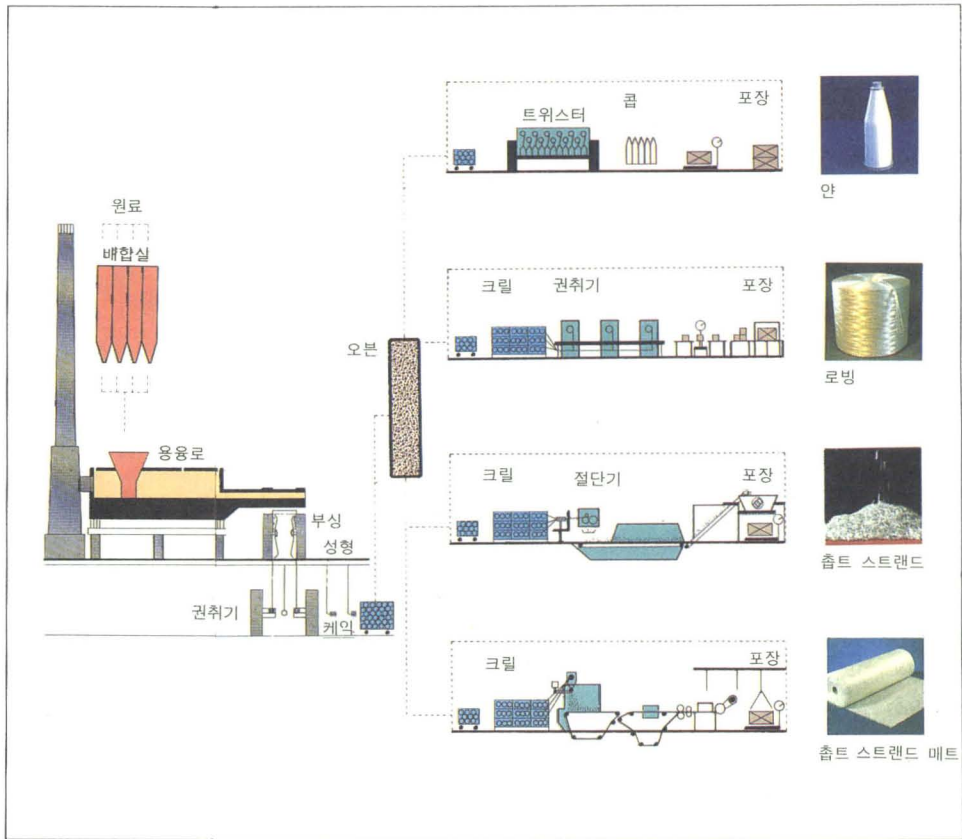 원료
배합실
용융로
부싱
성형
권취기
케익
오븐
트위스터
콥
포장
얀
크릴
권취기
포장
로빙
크릴
절단기
포장
촙트 스트랜드
크릴
포장
촙트 스트랜드 매트